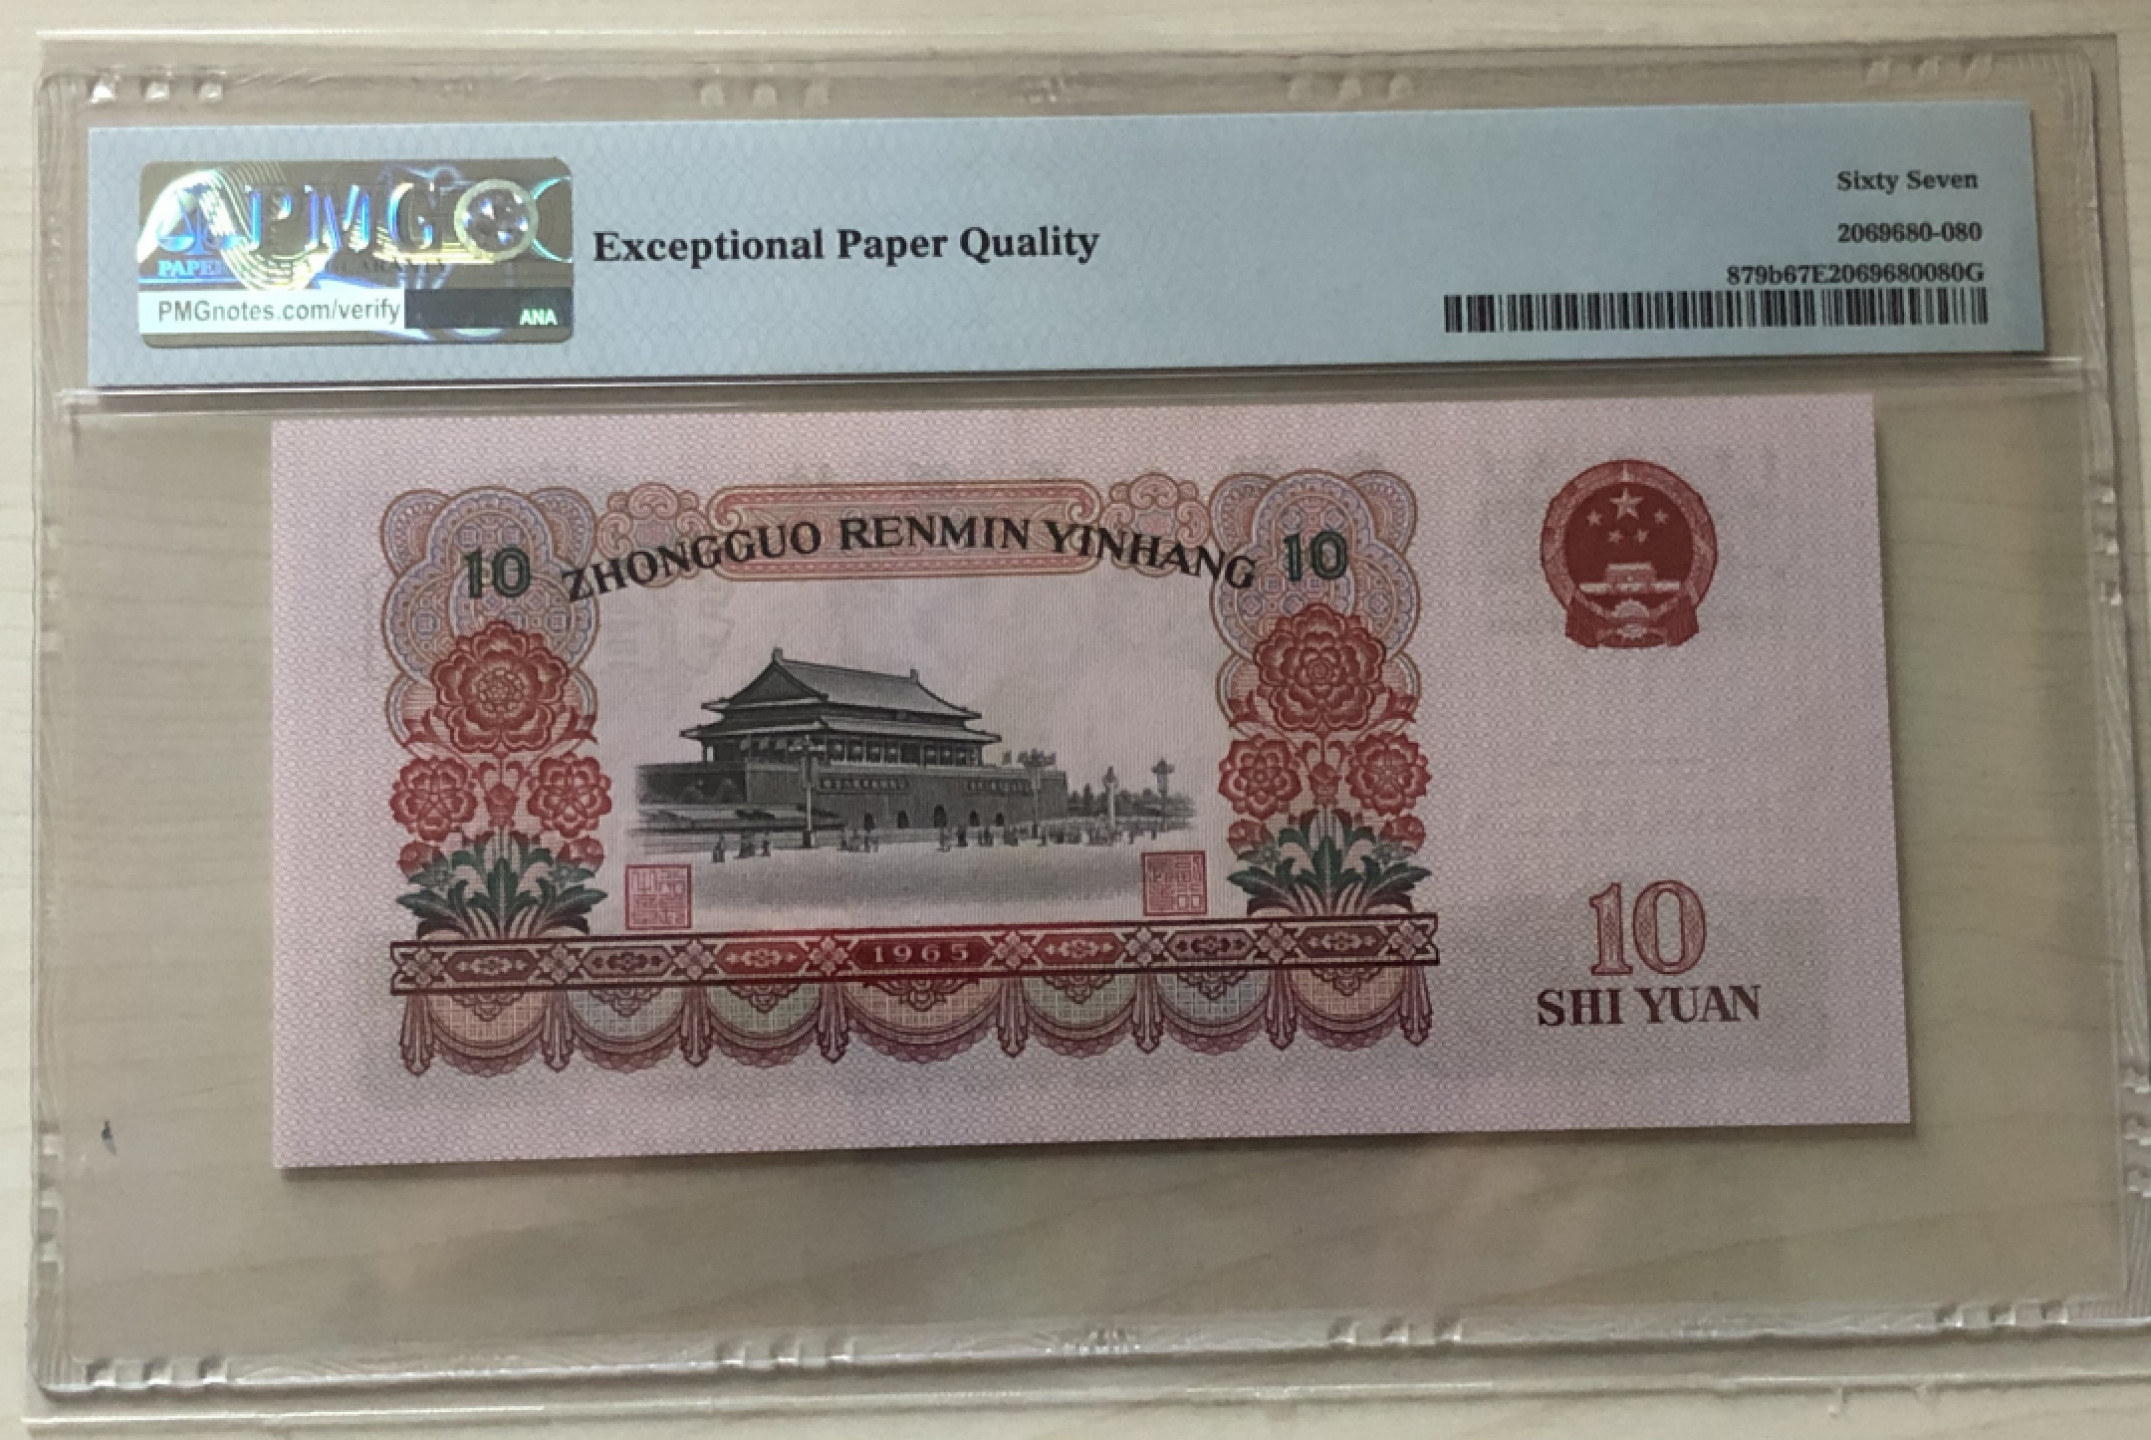 PMG
PAPER
PMGnotes.com/verify
ANA
Exceptional Paper Quality
Sixty Seven
2069680-080
879b67E2069680080G
10 ZHONGGUO RENMIN YINHANG 10
1965
10
SHI YUAN